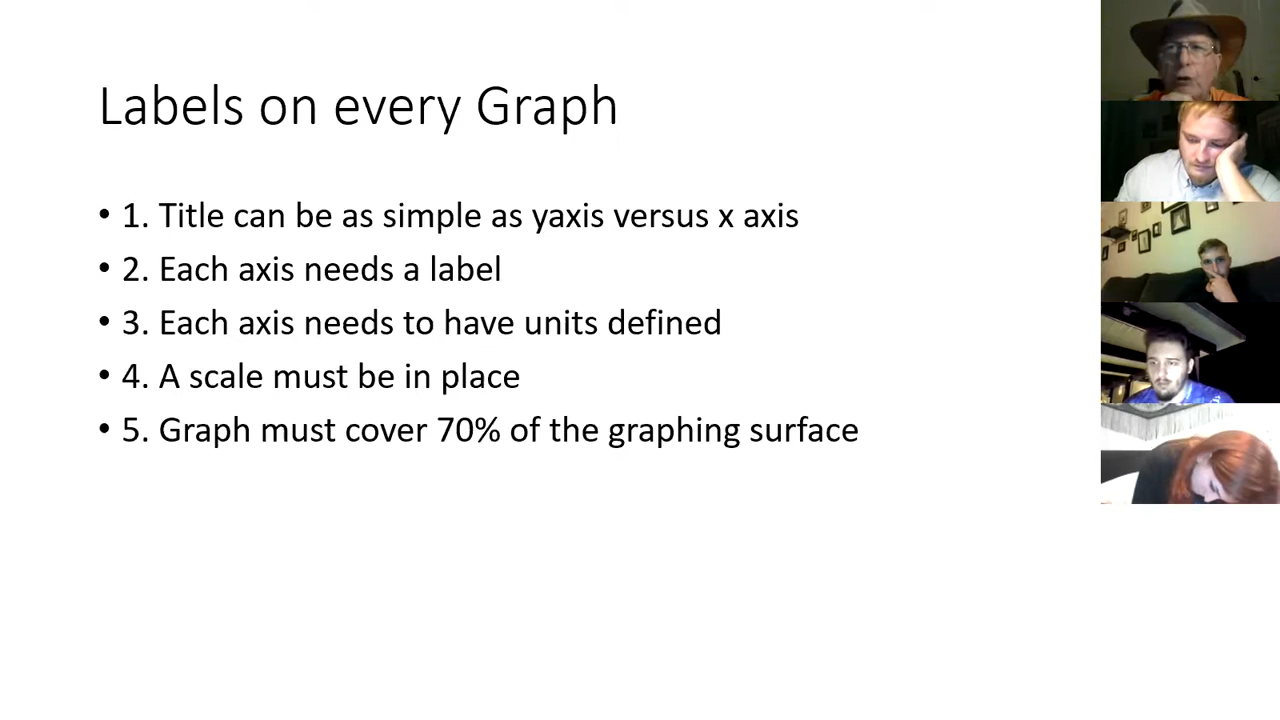 Labels on every Graph
• 1. Title can be as simple as yaxis versus x axis
• 2. Each axis needs a label
• 3. Each axis needs to have units defined
• 4. A scale must be in place
• 5. Graph must cover 70% of the graphing surface